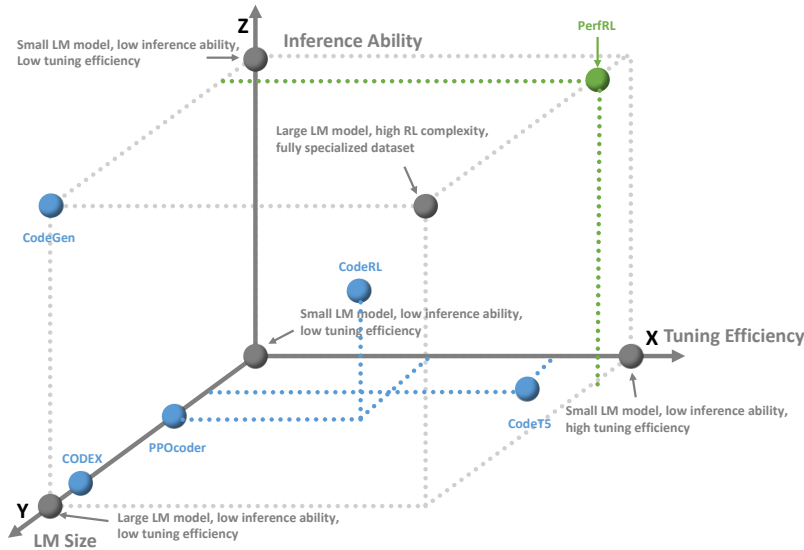 Z
PerfRL
Small LM model, low inference ability,
Low tuning efficiency
Inference Ability
Large LM model, high RL complexity,
fully specialized dataset
CodeGen
CodeRL
Small LM model, low inference ability,
low tuning efficiency
X
Tuning Efficiency
Small LM model, low inference ability,
high tuning efficiency
CodeT5
PPOcoder
CODEX
Y
LM Size
Large LM model, low inference ability,
low tuning efficiency